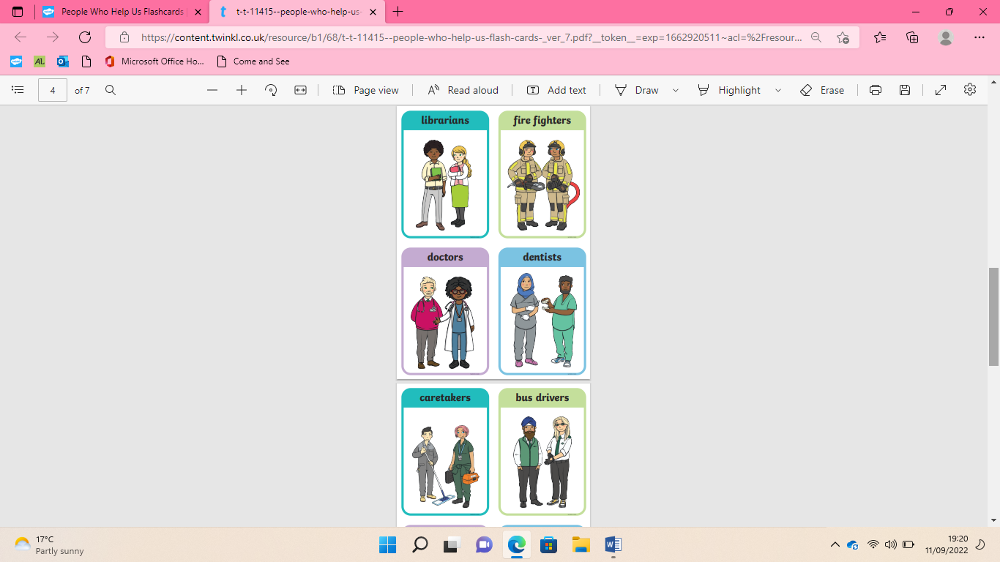 People Who Help Us Flashcards
t-t-11415--people-who-help-us-
https://content.twinkl.co.uk/resource/b1/68/t-t-11415--people-who-help-us-flash-cards-_ver_7.pdf?__token__=exp=1662920511~acl=%2Fresour...
AL
Microsoft Office Ho...
Come and See
4 of 7
Page view
Read aloud
Add text
Draw
Highlight
Erase
librarians
fire fighters
doctors
dentists
caretakers
bus drivers
17°C
Partly sunny
19:20
11/09/2022